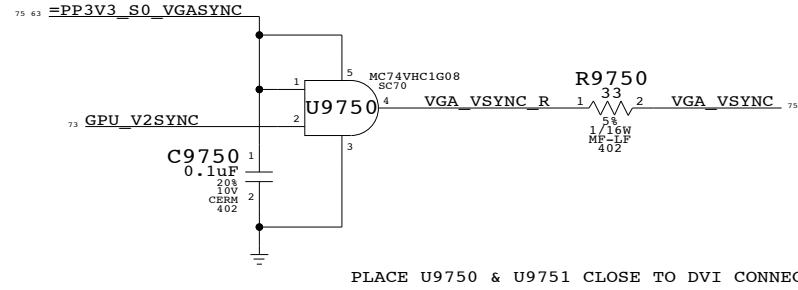 75 63 =PP3V3_S0_VGASYNC
5
MC74VHC1G08
SC70
1
U9750
4
VGA_VSYNC_R
R9750
33
1
2
VGA_VSYNC
75
5%
1/16W
MF-LF
402
73 GPU_V2SYNC
2
3
C9750
1
0.1uF
20%
10V
CERM
402
2
PLACE U9750 & U9751 CLOSE TO DVI CONNEC